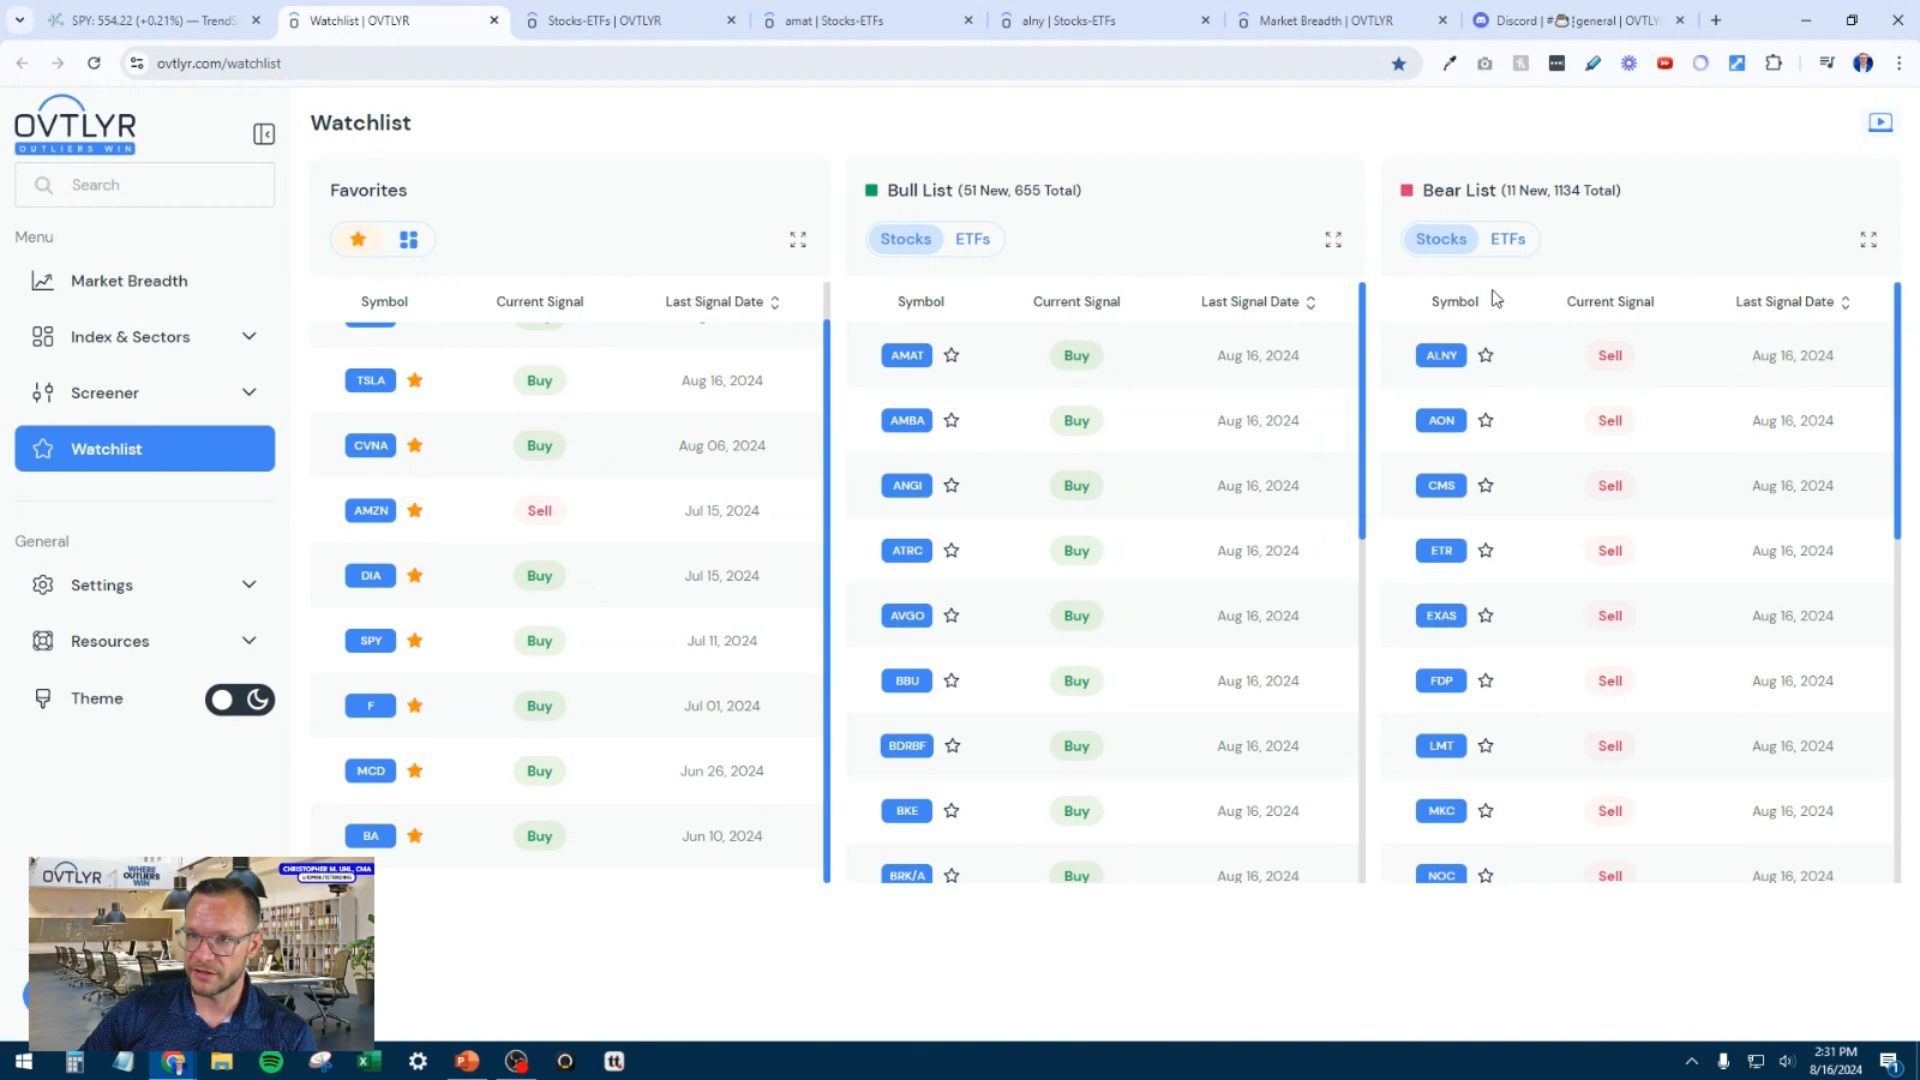 SPY: 554.22 (+0.21%) — TrendS
Watchlist | OVTLYR
Stocks-ETFs | OVTLYR
amat | Stocks-ETFs
alny | Stocks-ETFs
Market Breadth | OVTLYR
Discord | #🐵¦general | OVTLY
ovtlyr.com/watchlist
OVTLYR
OUTLIERS WIN
Search
Menu
Market Breadth
Index & Sectors
Screener
Watchlist
General
Settings
Resources
Theme
Watchlist
Favorites
Symbol Current Signal Last Signal Date
TSLA Buy Aug 16, 2024
CVNA Buy Aug 06, 2024
AMZN Sell Jul 15, 2024
DIA Buy Jul 15, 2024
SPY Buy Jul 11, 2024
F Buy Jul 01, 2024
MCD Buy Jun 26, 2024
BA Buy Jun 10, 2024
Bull List (51 New, 655 Total)
Stocks ETFs
Symbol Current Signal Last Signal Date
AMAT Buy Aug 16, 2024
AMBA Buy Aug 16, 2024
ANGI Buy Aug 16, 2024
ATRC Buy Aug 16, 2024
AVGO Buy Aug 16, 2024
BBU Buy Aug 16, 2024
BDRBF Buy Aug 16, 2024
BKE Buy Aug 16, 2024
BRK/A Buy Aug 16, 2024
Bear List (11 New, 1134 Total)
Stocks ETFs
Symbol Current Signal Last Signal Date
ALNY Sell Aug 16, 2024
AON Sell Aug 16, 2024
CMS Sell Aug 16, 2024
ETR Sell Aug 16, 2024
EXAS Sell Aug 16, 2024
FDP Sell Aug 16, 2024
LMT Sell Aug 16, 2024
MKC Sell Aug 16, 2024
NOC Sell Aug 16, 2024
OVTLYR
WHERE
OUTLIERS
WIN
CHRISTOPHER M. UHL, CMA
tt
2:31 PM
8/16/2024
1